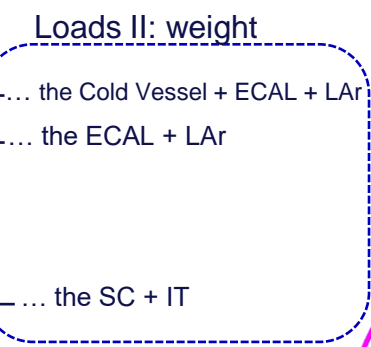 Loads II: weight
… the Cold Vessel + ECAL + LAr
… the ECAL + LAr
… the SC + IT